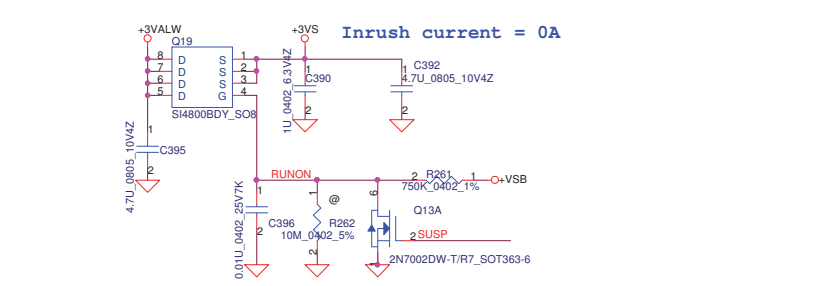 +3VALW
+3VS
Inrush current = 0A
Q19
8 D S 1
7 D S 2
6 D S 3
5 D G 4
SI4800BDY_SO8
1
C390
2
1U_0402_6.3V4Z
1
C392
4.7U_0805_10V4Z
2
1
C395
2
4.7U_0805_10V4Z
RUNON
2 R261 1
750K_0402_1%
+VSB
1
C396
2
0.01U_0402_25V7K
1
@
R262
10M_0402_5%
2
6
Q13A
2 SUSP
1
2N7002DW-T/R7_SOT363-6